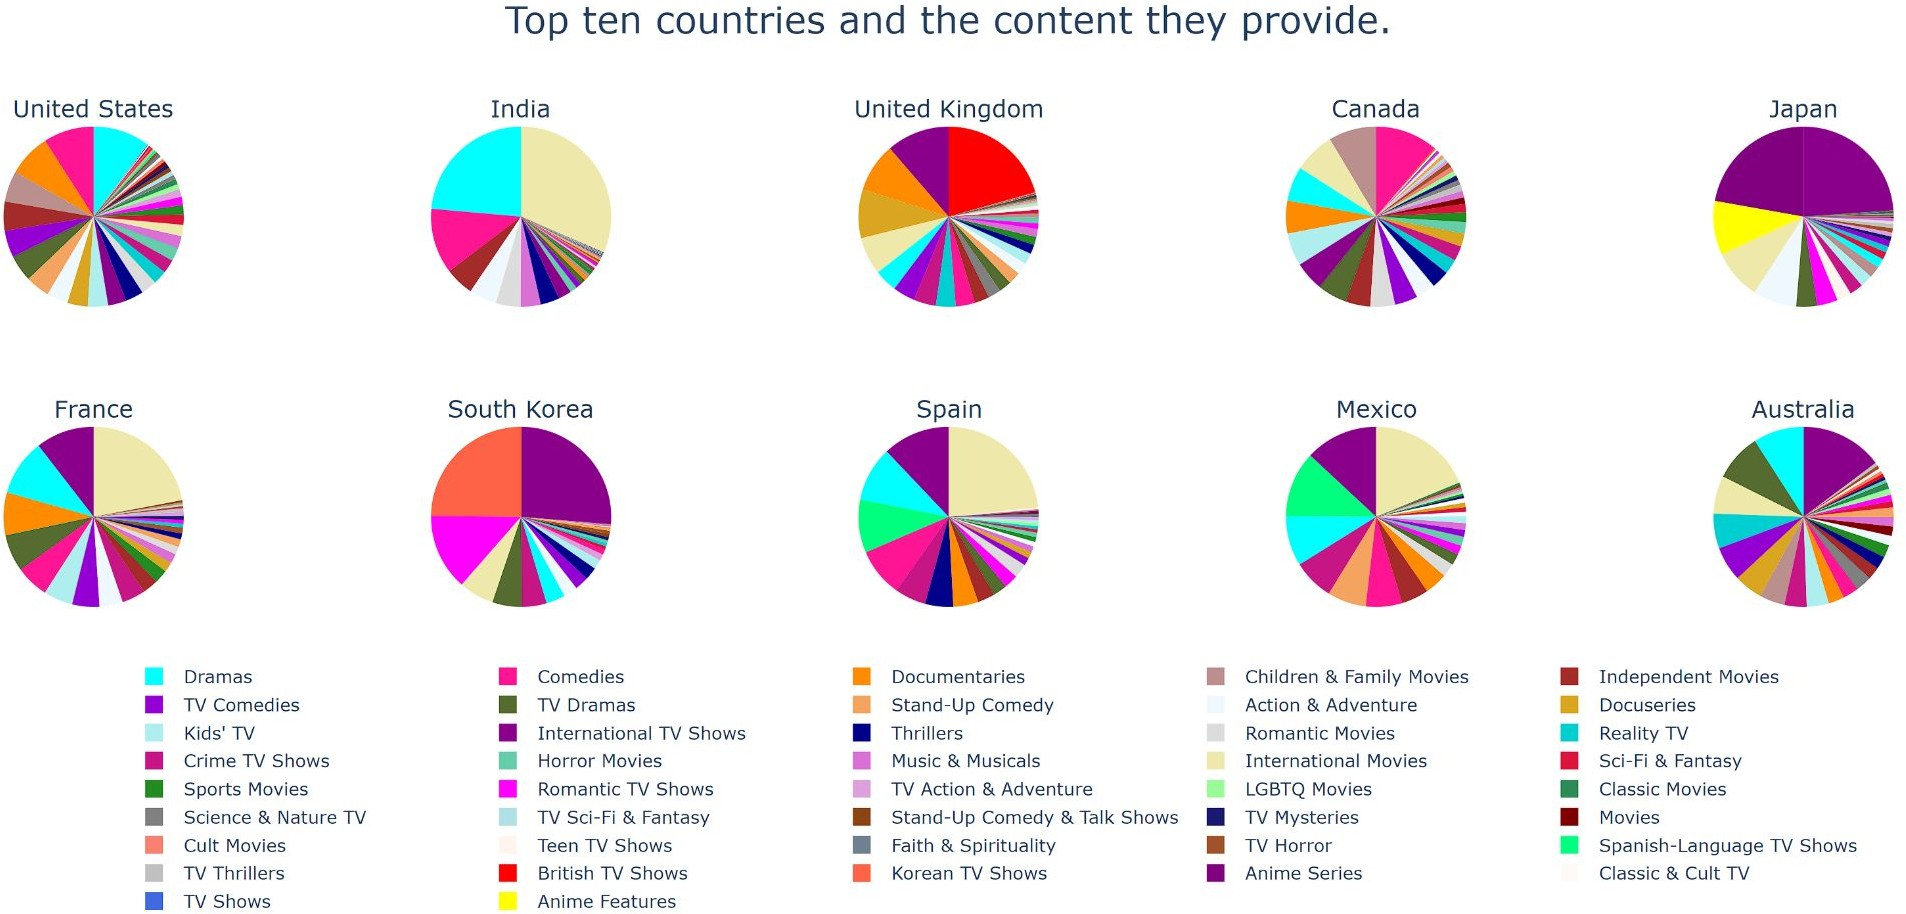 Top ten countries and the content they provide.
United States
India
United Kingdom
Canada
Japan
France
South Korea
Spain
Mexico
Australia
Dramas
Comedies
Documentaries
Children & Family Movies
Independent Movies
TV Comedies
TV Dramas
Stand-Up Comedy
Action & Adventure
Docuseries
Kids' TV
International TV Shows
Thrillers
Romantic Movies
Reality TV
Crime TV Shows
Horror Movies
Music & Musicals
International Movies
Sci-Fi & Fantasy
Sports Movies
Romantic TV Shows
TV Action & Adventure
LGBTQ Movies
Classic Movies
Science & Nature TV
TV Sci-Fi & Fantasy
Stand-Up Comedy & Talk Shows
TV Mysteries
Movies
Cult Movies
Teen TV Shows
Faith & Spirituality
TV Horror
Spanish-Language TV Shows
TV Thrillers
British TV Shows
Korean TV Shows
Anime Series
Classic & Cult TV
TV Shows
Anime Features